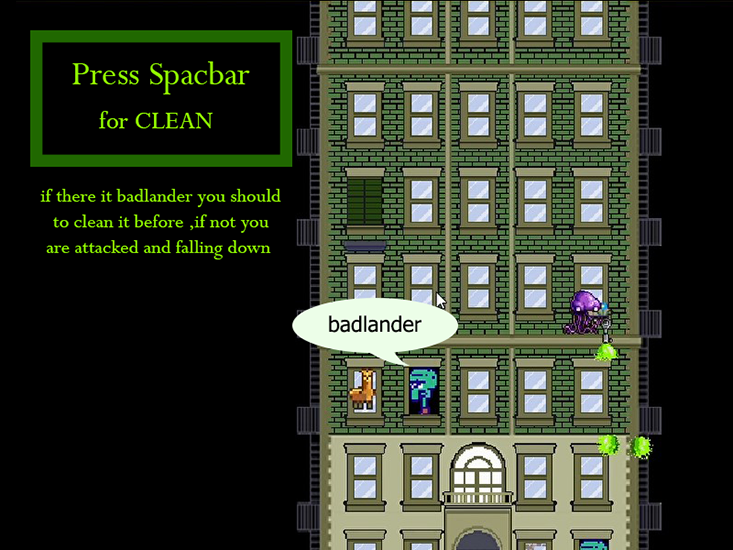 Press Spacbar
for CLEAN
if there it badlander you should
to clean it before ,if not you
are attacked and falling down
badlander